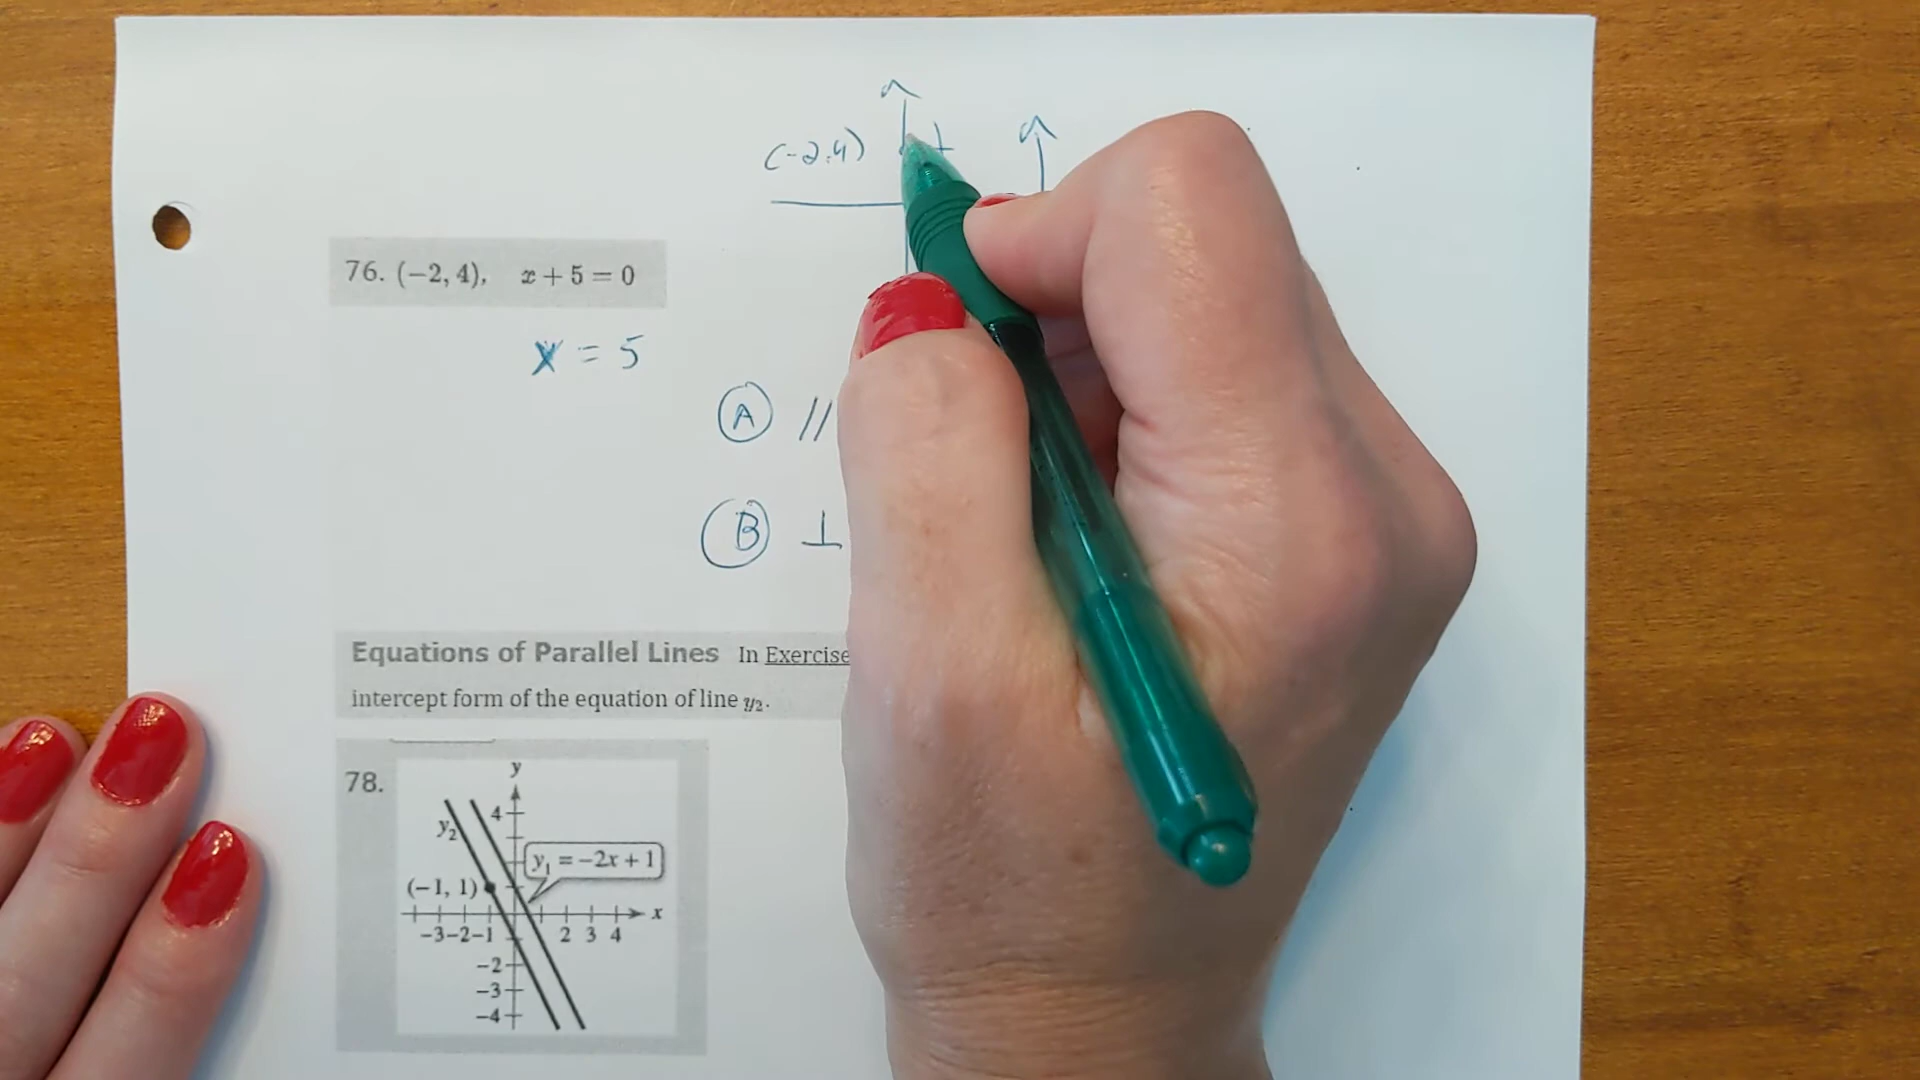 (-2,4)
76. (−2, 4), x + 5 = 0
x = 5
Ⓐ //
Ⓑ ⊥
Equations of Parallel Lines In Exercise
intercept form of the equation of line y₂.
78.
y
4
y₂
y₁ = −2x + 1
(−1, 1)
x
−3 −2 −1 2 3 4
−2
−3
−4